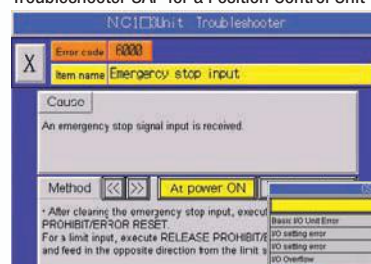 Troubleshooter SAP for a Position Control Unit
NC1□3Unit Troubleshooter
X
Error code 6000
Item name Emergency stop input
Cause
An emergency stop signal input is received.
Method << >> At power ON
· After clearing the emergency stop input, execut
PROHIBIT/ERROR RESET.
For a limit input, execute RELEASE PROHIBIT/E
and feed in the opposite direction from the limit s
Basic I/O Unit Error
I/O setting error
I/O setting error
I/O Overflow